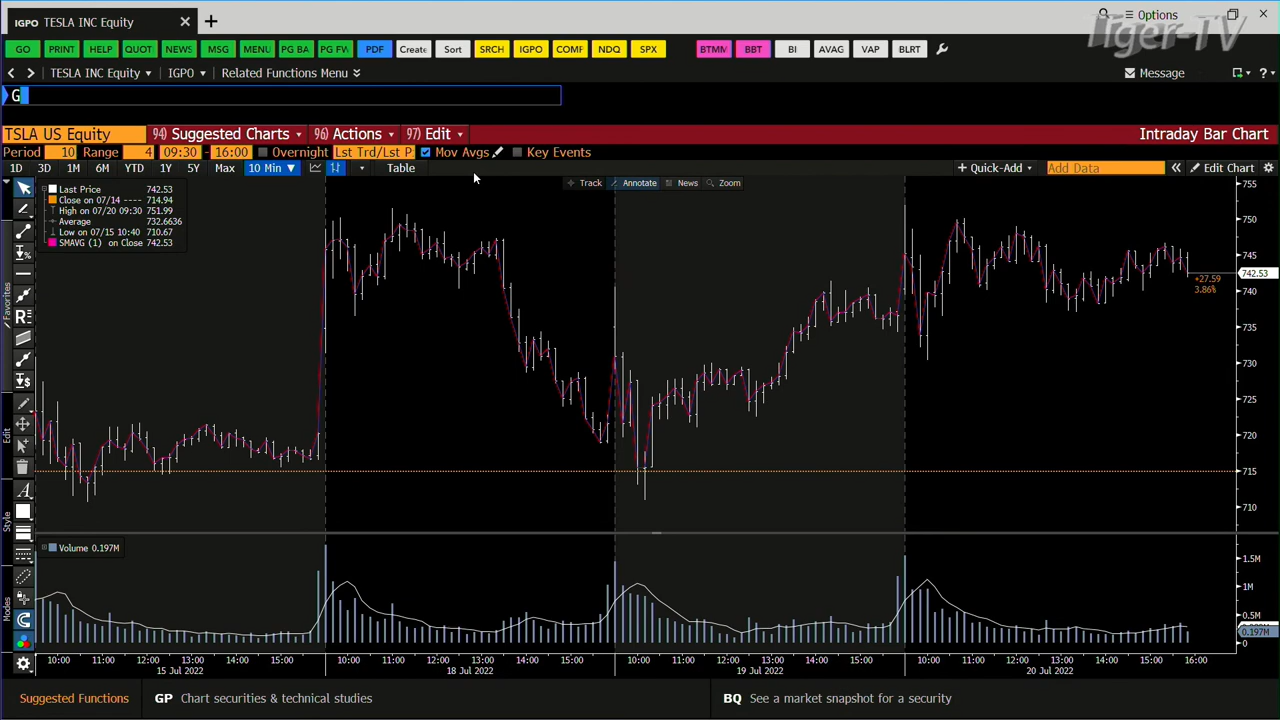 IGPO TESLA INC Equity × +
Options
Tiger-TV
GO PRINT HELP QUOT NEWS MSG MENU PG BA PG FW PDF Create Sort SRCH IGPO COMF NDQ SPX BTMM BBT BI AVAG VAP BLRT
< > TESLA INC Equity IGPO Related Functions Menu Message ?
G
TSLA US Equity 94) Suggested Charts 96) Actions 97) Edit Intraday Bar Chart
Period 10 Range 4 09:30 - 16:00 Overnight Lst Trd/Lst P Mov Avgs Key Events
1D 3D 1M 6M YTD 1Y 5Y Max 10 Min ▼ Table + Quick-Add Add Data « Edit Chart
Track Annotate News Zoom
Last Price 742.53
Close on 07/14 ---- 714.94
High on 07/20 09:30 751.99
Average 732.6636
Low on 07/15 10:40 710.67
SMAVG (1) on Close 742.53
755
750
745
742.53
+27.59
3.86%
740
735
730
725
720
715
710
Favorites
Edit
Style
Modes
Volume 0.197M
1.5M
1M
0.5M
0.197M
0
10:00 11:00 12:00 13:00 14:00 15:00 10:00 11:00 12:00 13:00 14:00 15:00 10:00 11:00 12:00 13:00 14:00 15:00 10:00 11:00 12:00 13:00 14:00 15:00 16:00
15 Jul 2022 18 Jul 2022 19 Jul 2022 20 Jul 2022
Suggested Functions GP Chart securities & technical studies BQ See a market snapshot for a security